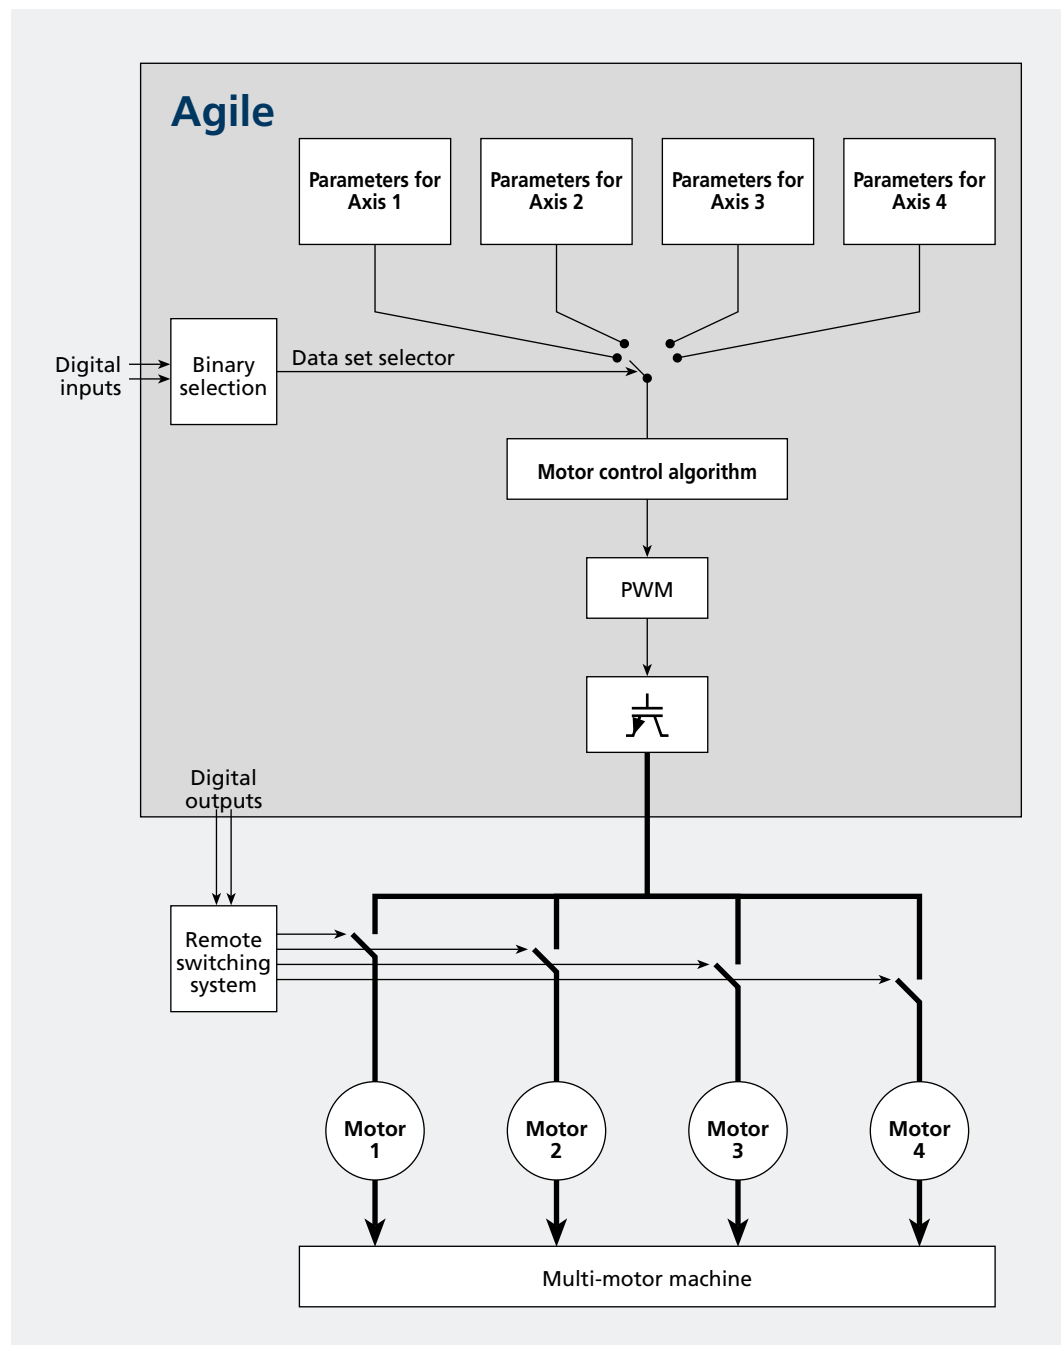 Agile
Parameters for
Axis 1
Parameters for
Axis 2
Parameters for
Axis 3
Parameters for
Axis 4
Digital
inputs
Binary
selection
Data set selector
Motor control algorithm
PWM
Digital
outputs
Remote
switching
system
Motor
1
Motor
2
Motor
3
Motor
4
Multi-motor machine